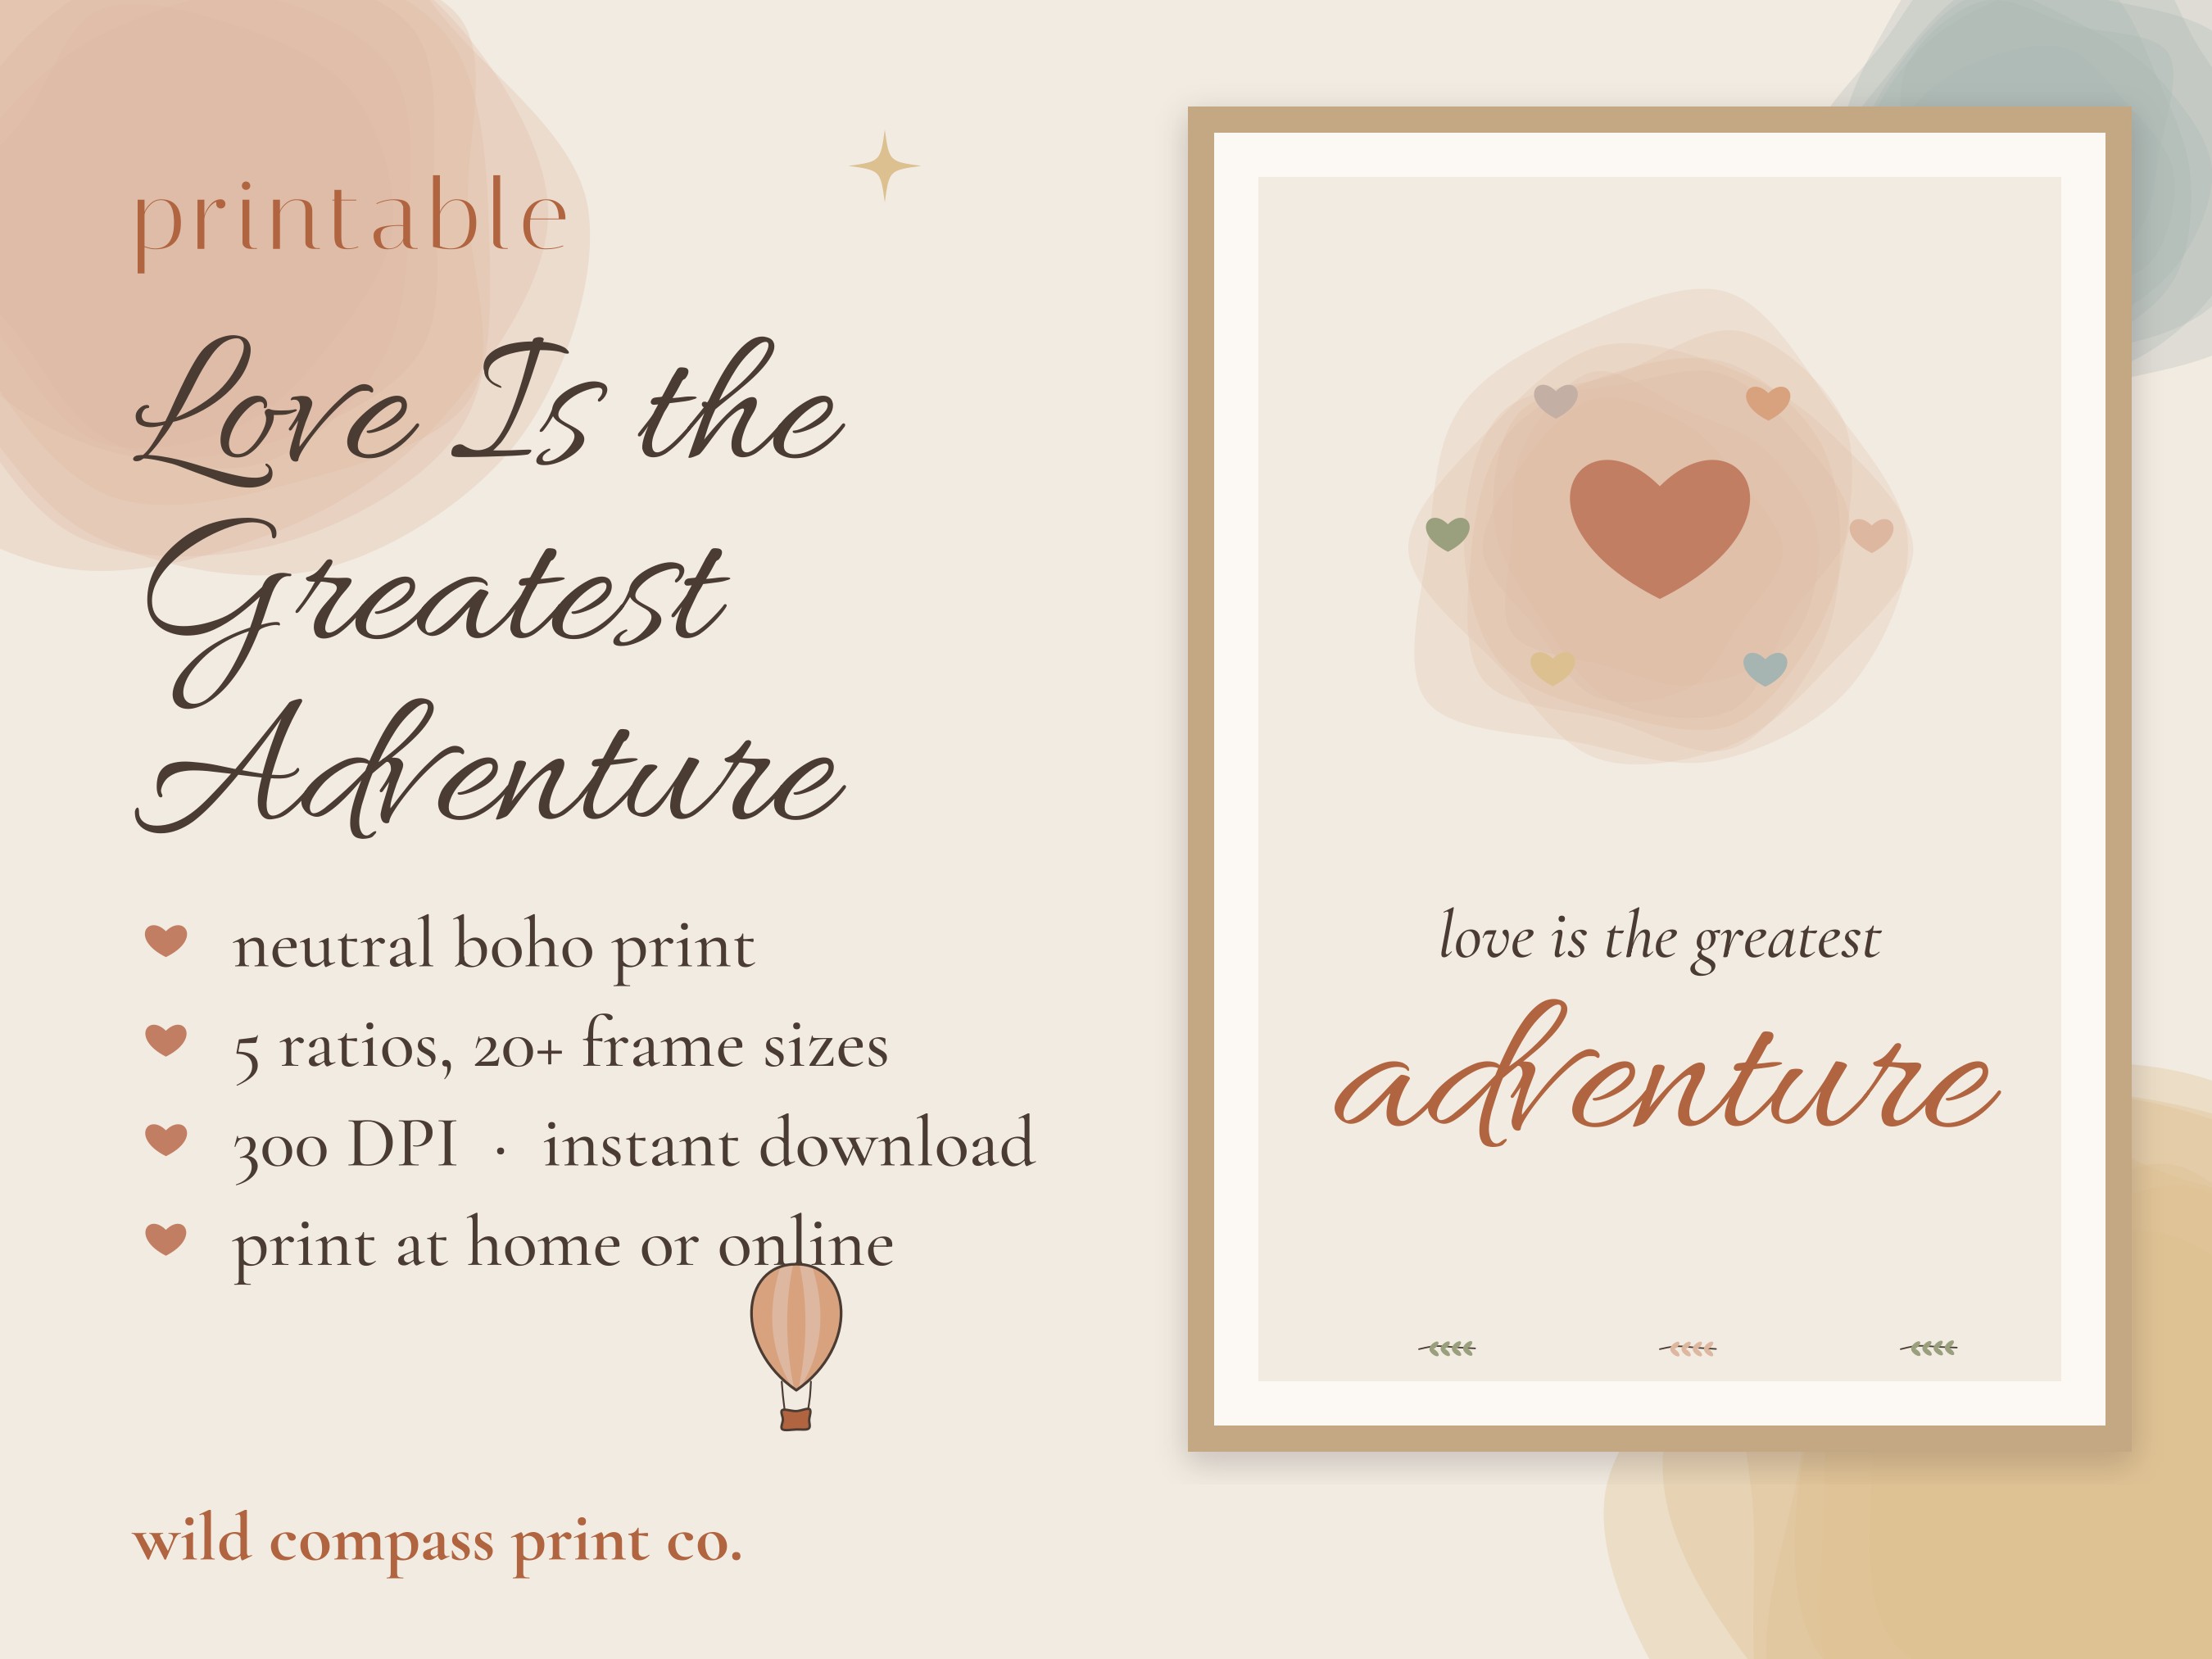 printable
Love Is the
Greatest
Adventure
neutral boho print
5 ratios, 20+ frame sizes
300 DPI · instant download
print at home or online
wild compass print co.
love is the greatest
adventure